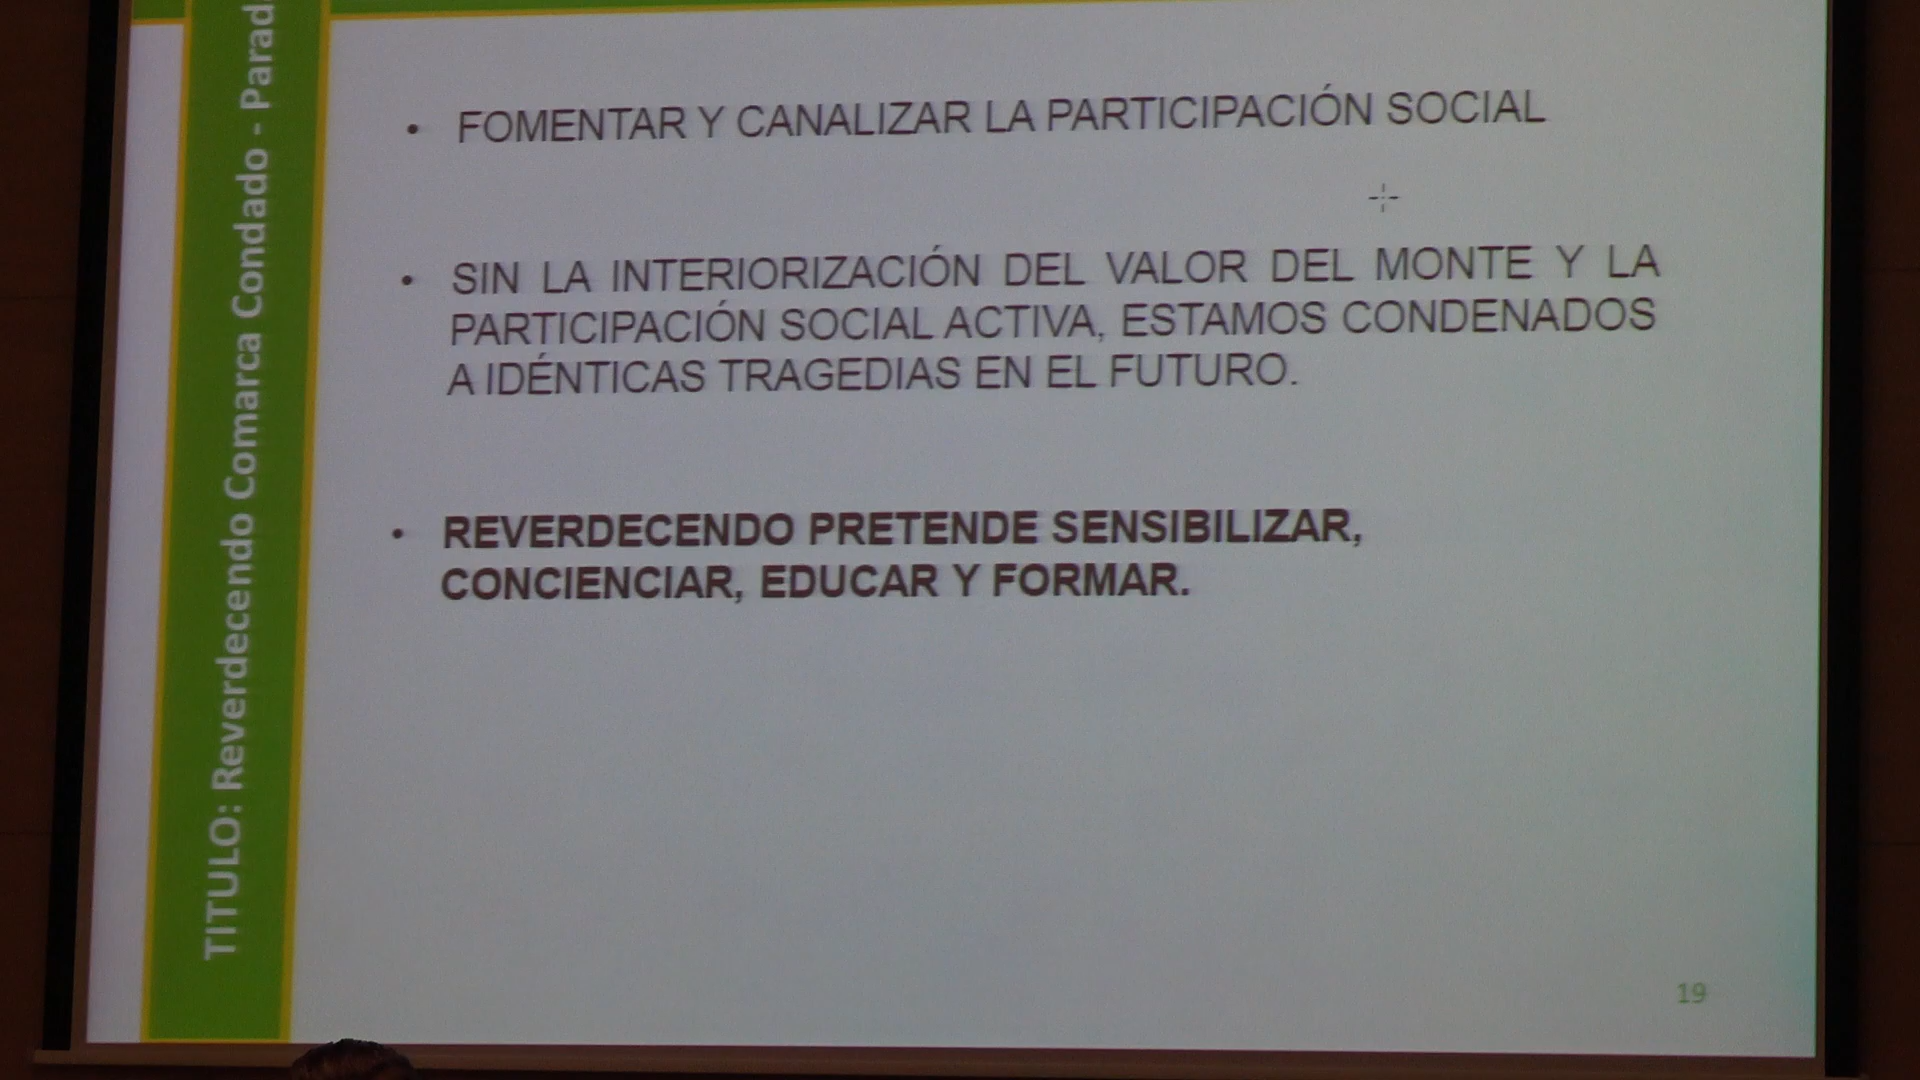 TITULO: Reverdecendo Comarca Condado -
• FOMENTAR Y CANALIZAR LA PARTICIPACIÓN SOCIAL
• SIN LA INTERIORIZACIÓN DEL VALOR DEL MONTE Y LA
PARTICIPACIÓN SOCIAL ACTIVA, ESTAMOS CONDENADOS
A IDÉNTICAS TRAGEDIAS EN EL FUTURO.
• REVERDECENDO PRETENDE SENSIBILIZAR,
CONCIENCIAR, EDUCAR Y FORMAR.
19